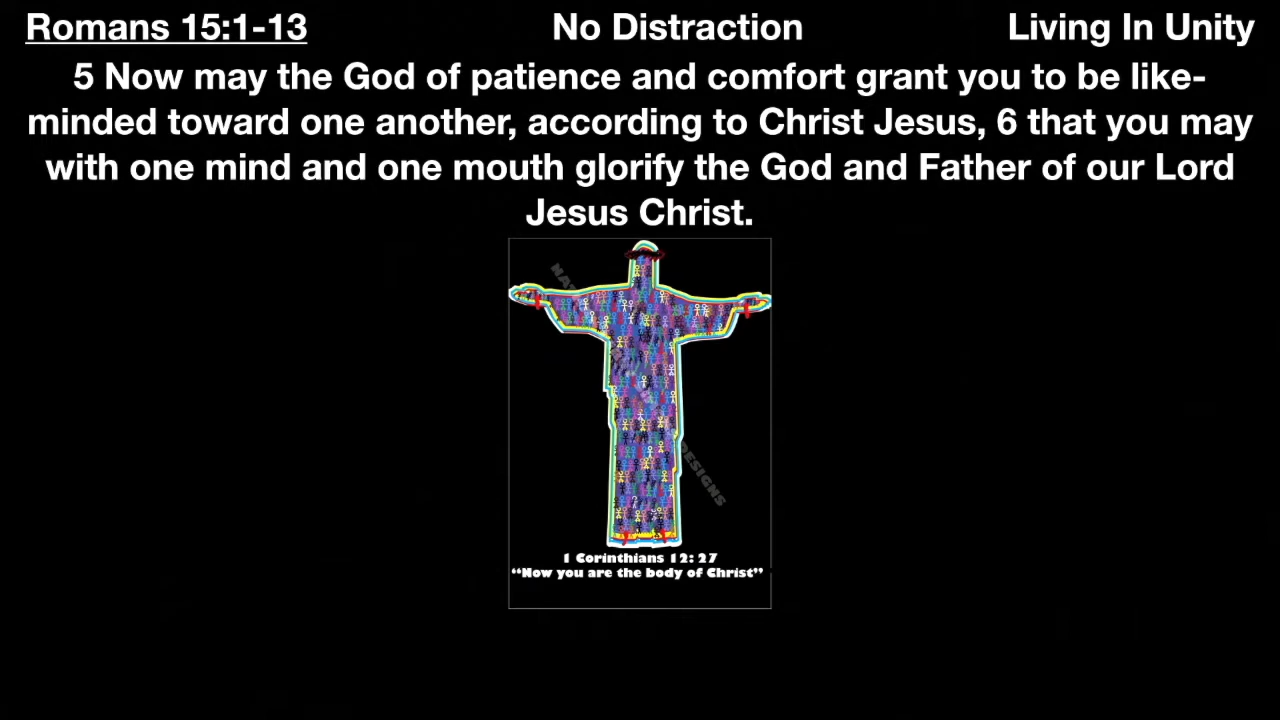 Romans 15:1-13 No Distraction Living In Unity
5 Now may the God of patience and comfort grant you to be like-
minded toward one another, according to Christ Jesus, 6 that you may
with one mind and one mouth glorify the God and Father of our Lord
Jesus Christ.
DESIGNS
1 Corinthians 12:27
“Now you are the body of Christ”